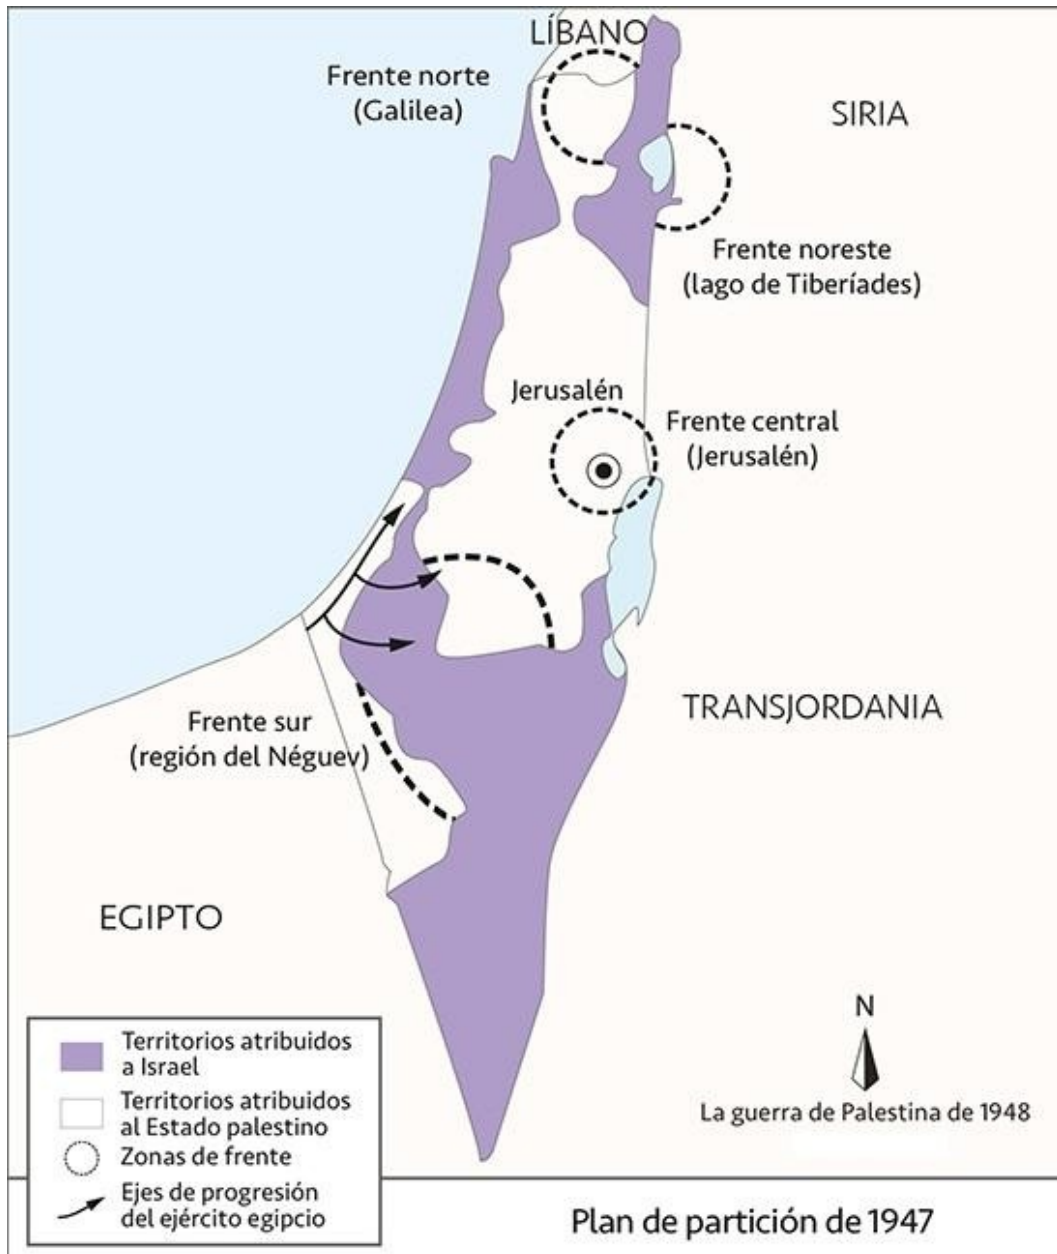 LÍBANO
Frente norte
(Galilea)
SIRIA
Frente noreste
(lago de Tiberíades)
Jerusalén
Frente central
(Jerusalén)
Frente sur
(región del Néguev)
TRANSJORDANIA
EGIPTO
N
La guerra de Palestina de 1948
Territorios atribuidos
a Israel
Territorios atribuidos
al Estado palestino
Zonas de frente
Ejes de progresión
del ejército egipcio
Plan de partición de 1947